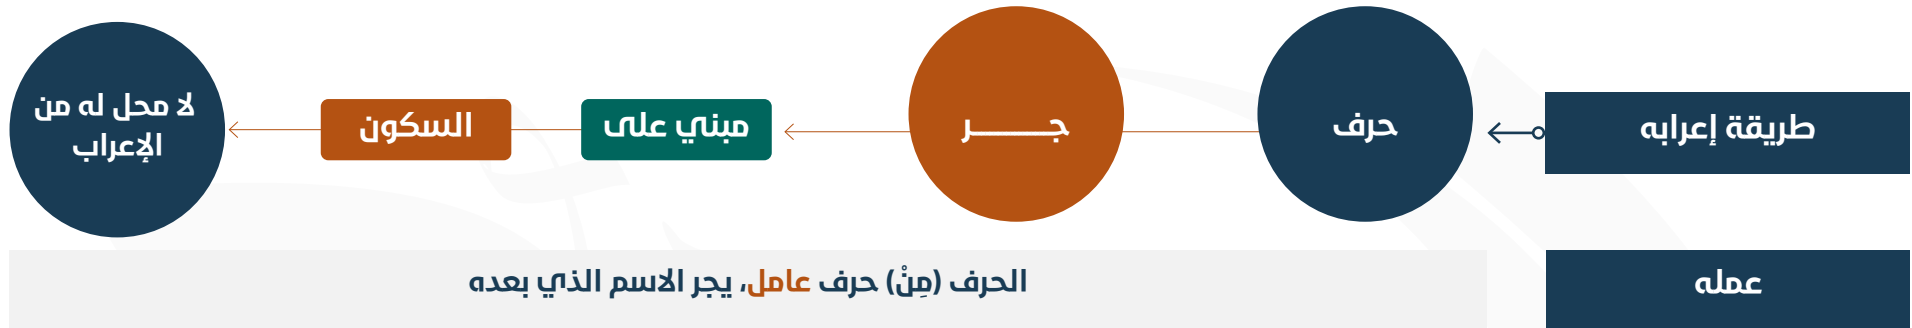 طريقة إعرابه
حرف
جــــــر
مبني على
السكون
لا محل له من
الإعراب
عمله
الحرف (مِنْ) حرف عامل، يجر الاسم الذي بعده